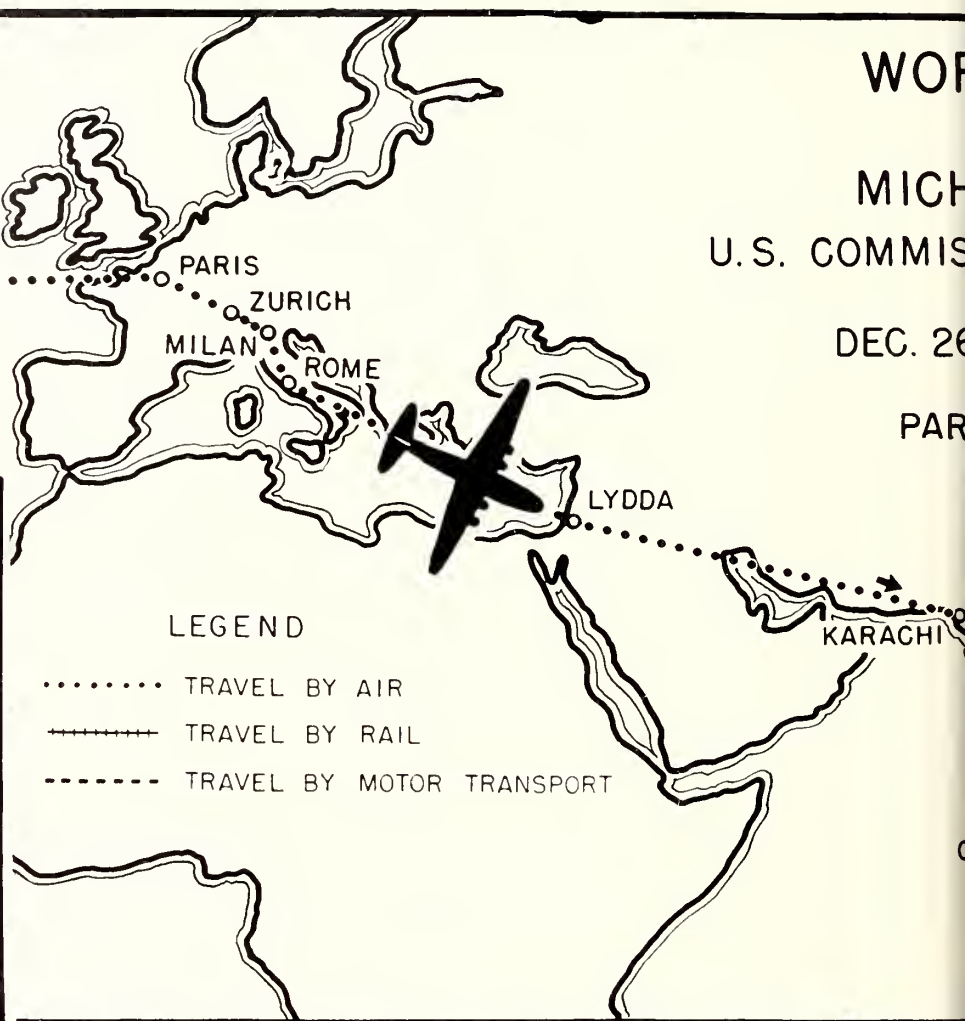 WOR
MICH
U.S. COMMIS
DEC. 26
PAR
PARIS
ZURICH
MILAN
ROME
LYDDA
KARACHI
LEGEND
TRAVEL BY AIR
TRAVEL BY RAIL
TRAVEL BY MOTOR TRANSPORT